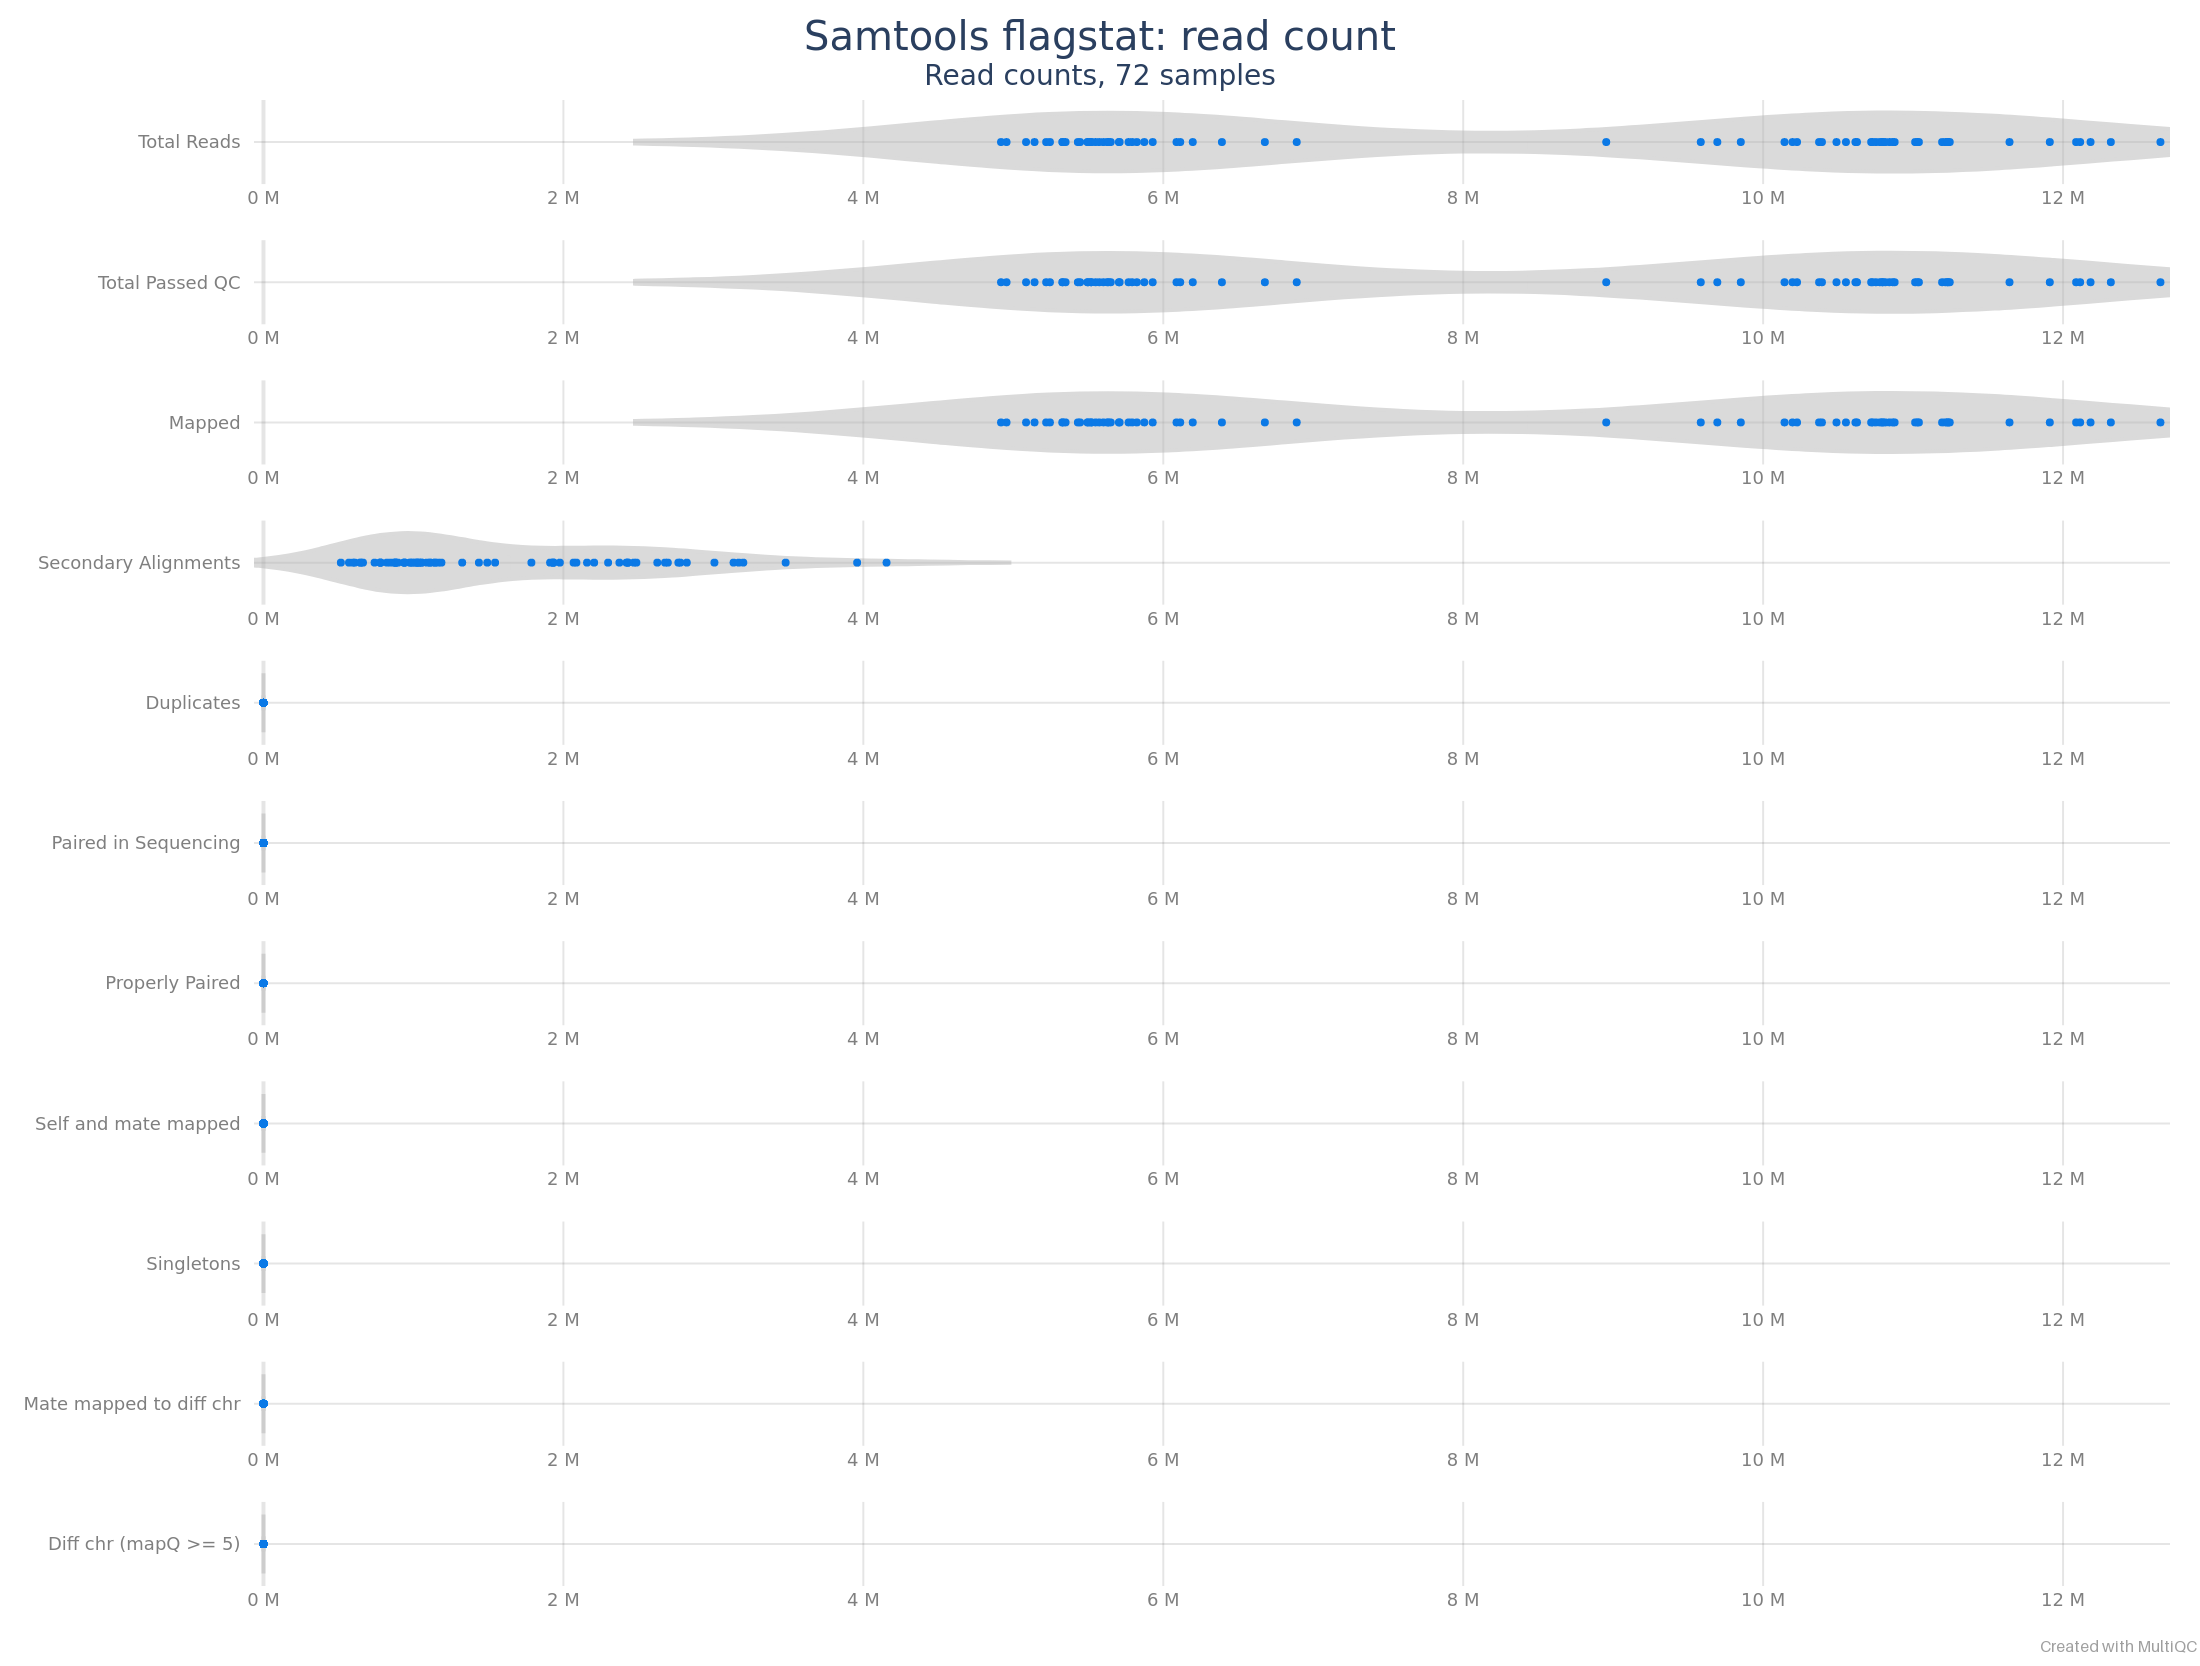 Samtools flagstat: read count
Read counts, 72 samples
Total Reads
0 M 2 M 4 M 6 M 8 M 10 M 12 M
Total Passed QC
0 M 2 M 4 M 6 M 8 M 10 M 12 M
Mapped
0 M 2 M 4 M 6 M 8 M 10 M 12 M
Secondary Alignments
0 M 2 M 4 M 6 M 8 M 10 M 12 M
Duplicates
0 M 2 M 4 M 6 M 8 M 10 M 12 M
Paired in Sequencing
0 M 2 M 4 M 6 M 8 M 10 M 12 M
Properly Paired
0 M 2 M 4 M 6 M 8 M 10 M 12 M
Self and mate mapped
0 M 2 M 4 M 6 M 8 M 10 M 12 M
Singletons
0 M 2 M 4 M 6 M 8 M 10 M 12 M
Mate mapped to diff chr
0 M 2 M 4 M 6 M 8 M 10 M 12 M
Diff chr (mapQ >= 5)
0 M 2 M 4 M 6 M 8 M 10 M 12 M
Created with MultiQC